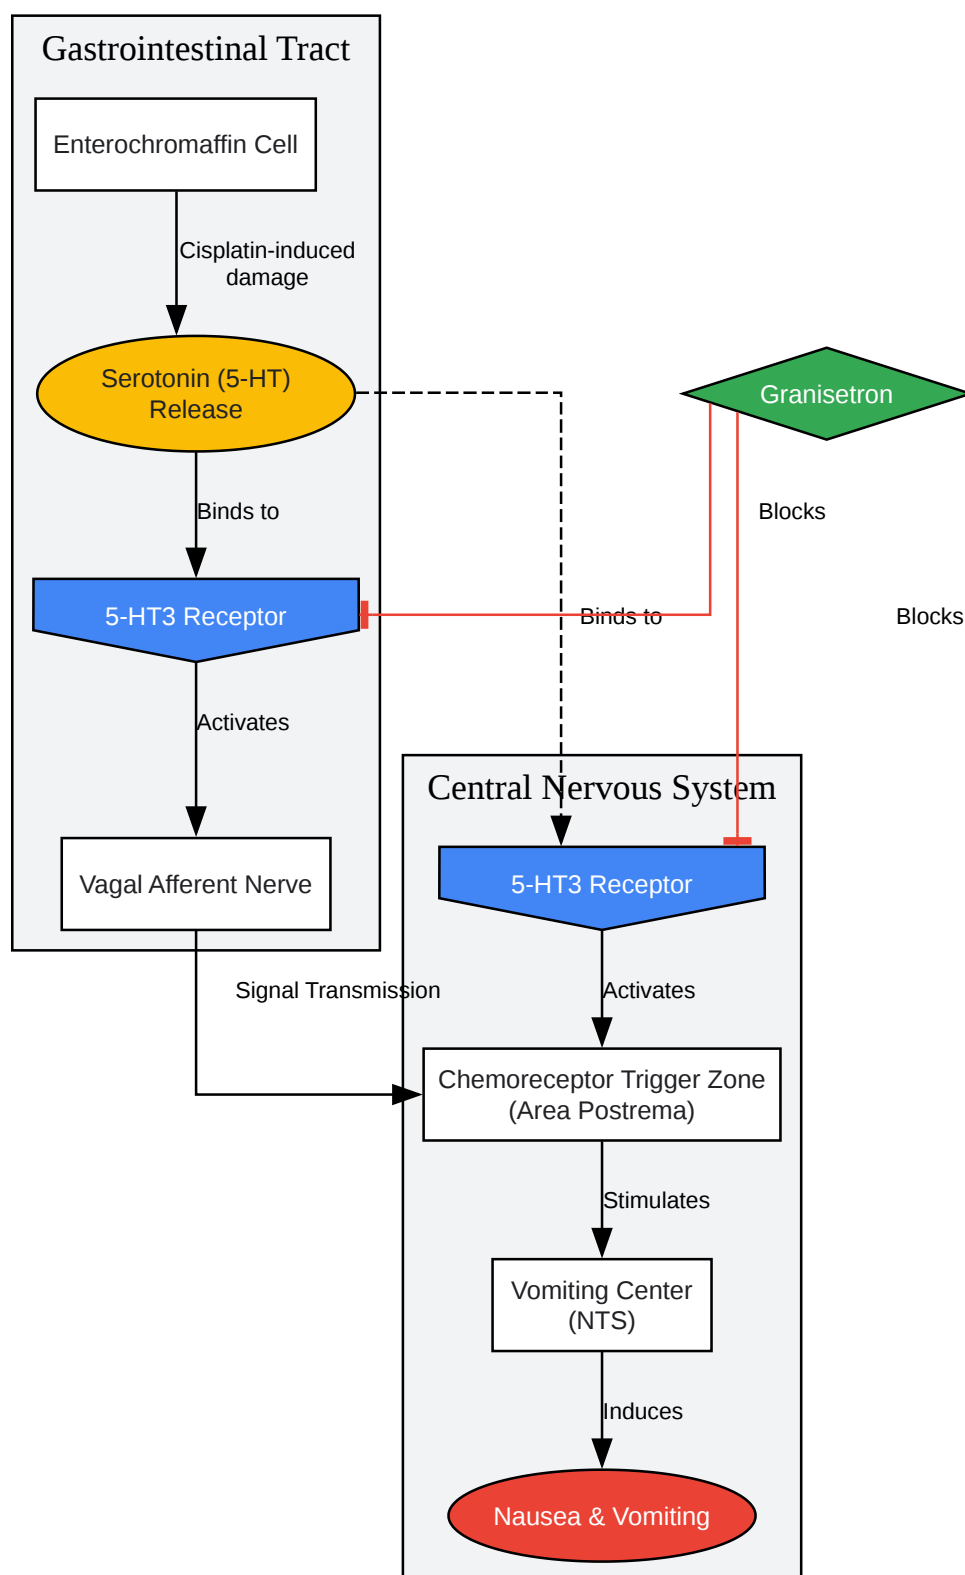 Gastrointestinal Tract
Enterochromaffin Cell
Cisplatin-induced
damage
Serotonin (5-HT)
Release
Granisetron
Binds to
Blocks
5-HT3 Receptor
Binds to
Blocks
Activates
Central Nervous System
Vagal Afferent Nerve
5-HT3 Receptor
Signal Transmission
Activates
Chemoreceptor Trigger Zone
(Area Postrema)
Stimulates
Vomiting Center
(NTS)
Induces
Nausea & Vomiting